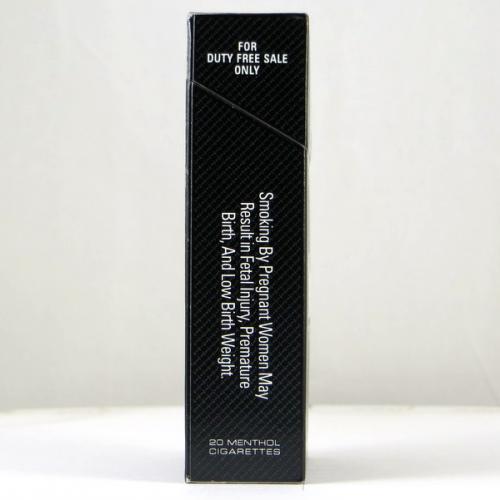 FOR
DUTY FREE SALE
ONLY
Smoking By Pregnant Women May
Result in Fetal Injury, Premature
Birth, And Low Birth Weight.
20 MENTHOL
CIGARETTES